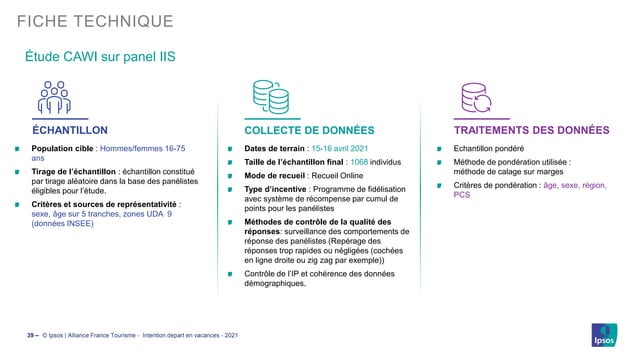 FICHE TECHNIQUE
Étude CAWI sur panel IIS
ÉCHANTILLON
Population cible : Hommes/femmes 16-75
ans
Tirage de l'échantillon : échantillon constitué
par tirage aléatoire dans la base des panélistes
éligibles pour l'étude.
Critères et sources de représentativité :
sexe, âge sur 5 tranches, zones UDA 9
(données INSEE)
COLLECTE DE DONNÉES
Dates de terrain : 15-16 avril 2021
Taille de l'échantillon final : 1068 individus
Mode de recueil : Recueil Online
Type d'incentive : Programme de fidélisation
avec système de récompense par cumul de
points pour les panélistes
Méthodes de contrôle de la qualité des
réponses: surveillance des comportements de
réponse des panélistes (Repérage des
réponses trop rapides ou négligées (cochées
en ligne droite ou zig zag par exemple))
Contrôle de l'IP et cohérence des données
démographiques.
TRAITEMENTS DES DONNÉES
Echantillon pondéré
Méthode de pondération utilisée :
méthode de calage sur marges
Critères de pondération : âge, sexe, région,
PCS
39 – © Ipsos | Alliance France Tourisme - Intention depart en vacances - 2021
Ipsos